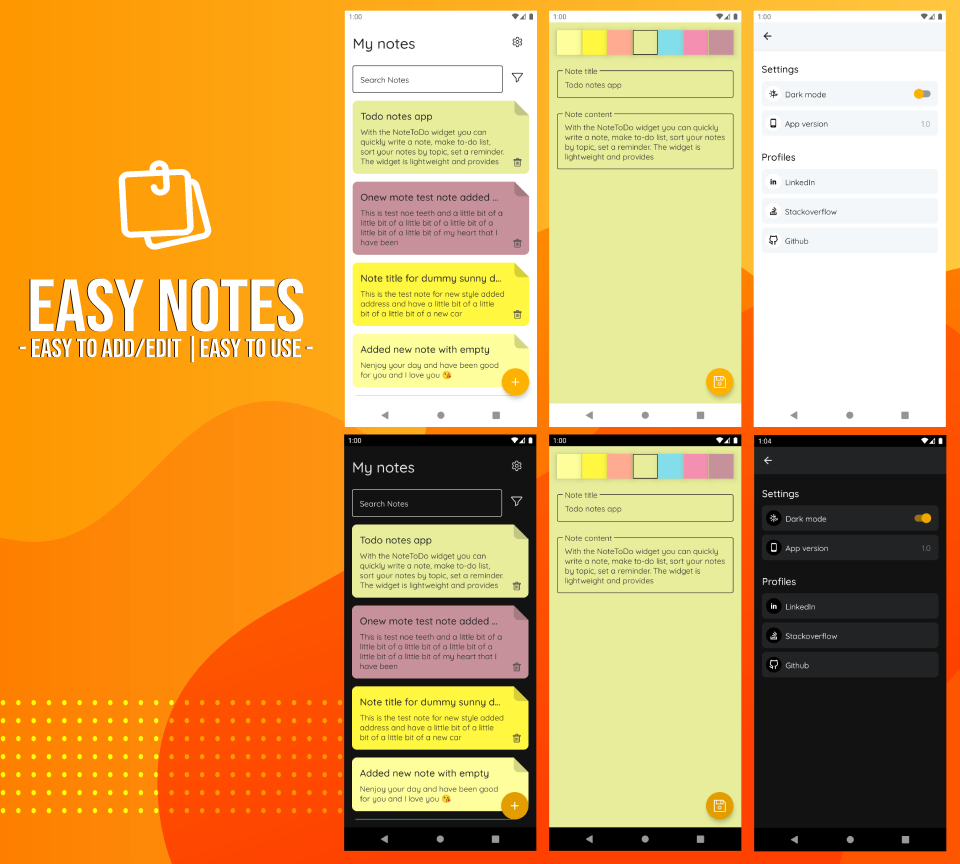 EASY NOTES
- EASY TO ADD/EDIT | EASY TO USE -
1:00
My notes
Search Notes
Todo notes app
With the NoteToDo widget you can
quickly write a note, make to-do list,
sort your notes by topic, set a reminder.
The widget is lightweight and provides
Onew mote test note added ...
This is test noe teeth and a little bit of a
little bit of a little bit of a little bit of a
little bit of a little bit of my heart that I
have been
Note title for dummy sunny d...
This is the test note for new style added
address and have a little bit of a little
bit of a little bit of a new car
Added new note with empty
Nenjoy your day and have been good
for you and I love you 😘
+
1:00
Note title
Todo notes app
Note content
With the NoteToDo widget you can quickly
write a note, make to-do list, sort your notes
by topic, set a reminder. The widget is
lightweight and provides
1:00
Settings
Dark mode
App version 1.0
Profiles
in LinkedIn
Stackoverflow
Github
1:00
My notes
Search Notes
Todo notes app
With the NoteToDo widget you can
quickly write a note, make to-do list,
sort your notes by topic, set a reminder.
The widget is lightweight and provides
Onew mote test note added ...
This is test noe teeth and a little bit of a
little bit of a little bit of a little bit of a
little bit of a little bit of my heart that I
have been
Note title for dummy sunny d...
This is the test note for new style added
address and have a little bit of a little
bit of a little bit of a new car
Added new note with empty
Nenjoy your day and have been good
for you and I love you 😘
+
1:00
Note title
Todo notes app
Note content
With the NoteToDo widget you can quickly
write a note, make to-do list, sort your notes
by topic, set a reminder. The widget is
lightweight and provides
1:04
Settings
Dark mode
App version 1.0
Profiles
in LinkedIn
Stackoverflow
Github